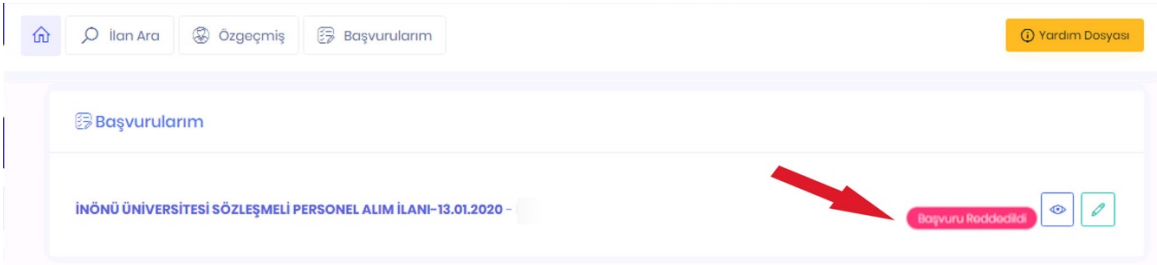 İlan Ara Özgeçmiş Başvurularım Yardım Dosyası
Başvurularım
İNÖNÜ ÜNİVERSİTESİ SÖZLEŞMELİ PERSONEL ALIM İLANI-13.01.2020 - Başvuru Reddedildi